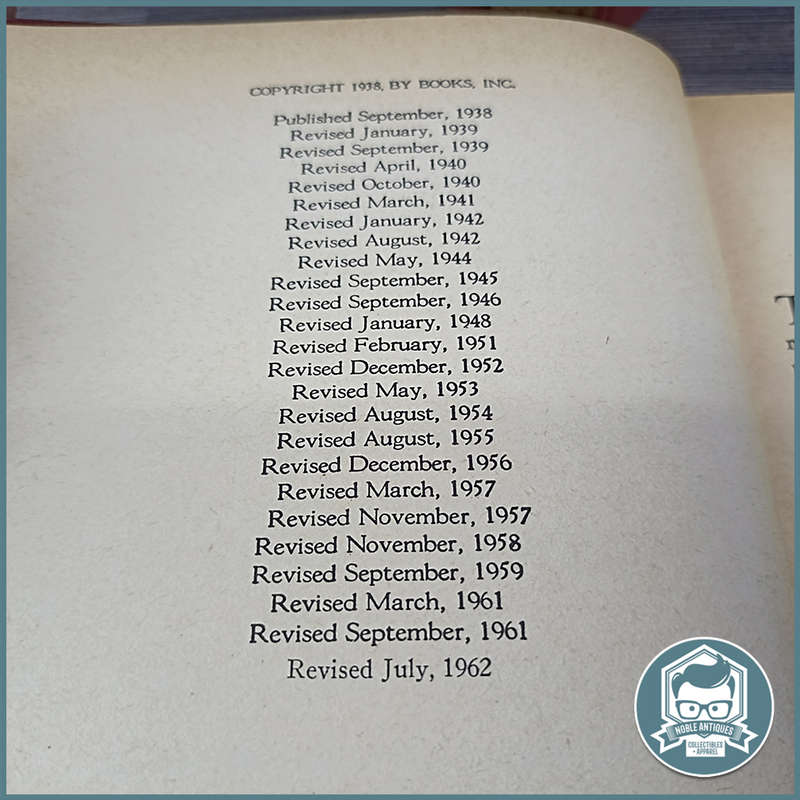 COPYRIGHT 1938, BY BOOKS, INC.
Published September, 1938
Revised January, 1939
Revised September, 1939
Revised April, 1940
Revised October, 1940
Revised March, 1941
Revised January, 1942
Revised August, 1942
Revised May, 1944
Revised September, 1945
Revised September, 1946
Revised January, 1948
Revised February, 1951
Revised December, 1952
Revised May, 1953
Revised August, 1954
Revised August, 1955
Revised December, 1956
Revised March, 1957
Revised November, 1957
Revised November, 1958
Revised September, 1959
Revised March, 1961
Revised September, 1961
Revised July, 1962
NOBLE ANTIQUES
COLLECTIBLES
+ APPAREL